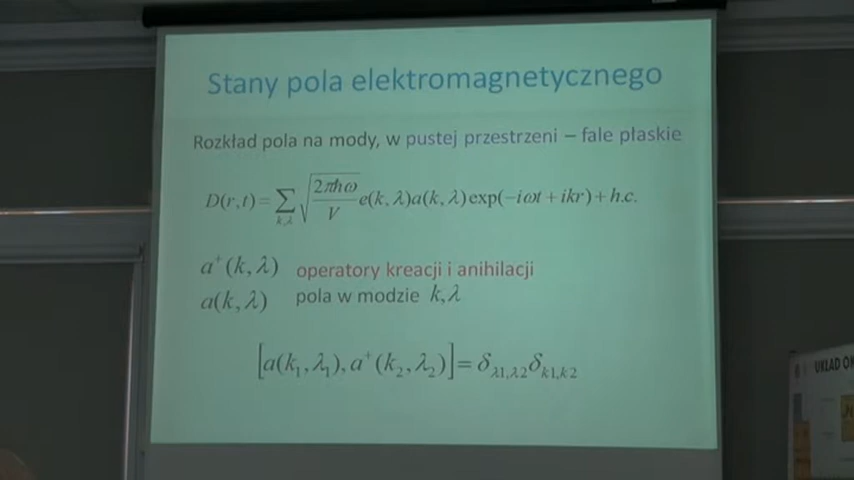 Stany pola elektromagnetycznego
Rozkład pola na mody, w pustej przestrzeni – fale płaskie
D(r,t) = ∑_{k,λ} √(2πħω/V) e(k,λ)a(k,λ)exp(−iωt + ikr) + h.c.
a⁺(k,λ) operatory kreacji i anihilacji
a(k,λ) pola w modzie k,λ
[a(k₁,λ₁), a⁺(k₂,λ₂)] = δ_{λ1,λ2}δ_{k1,k2}
UKŁAD